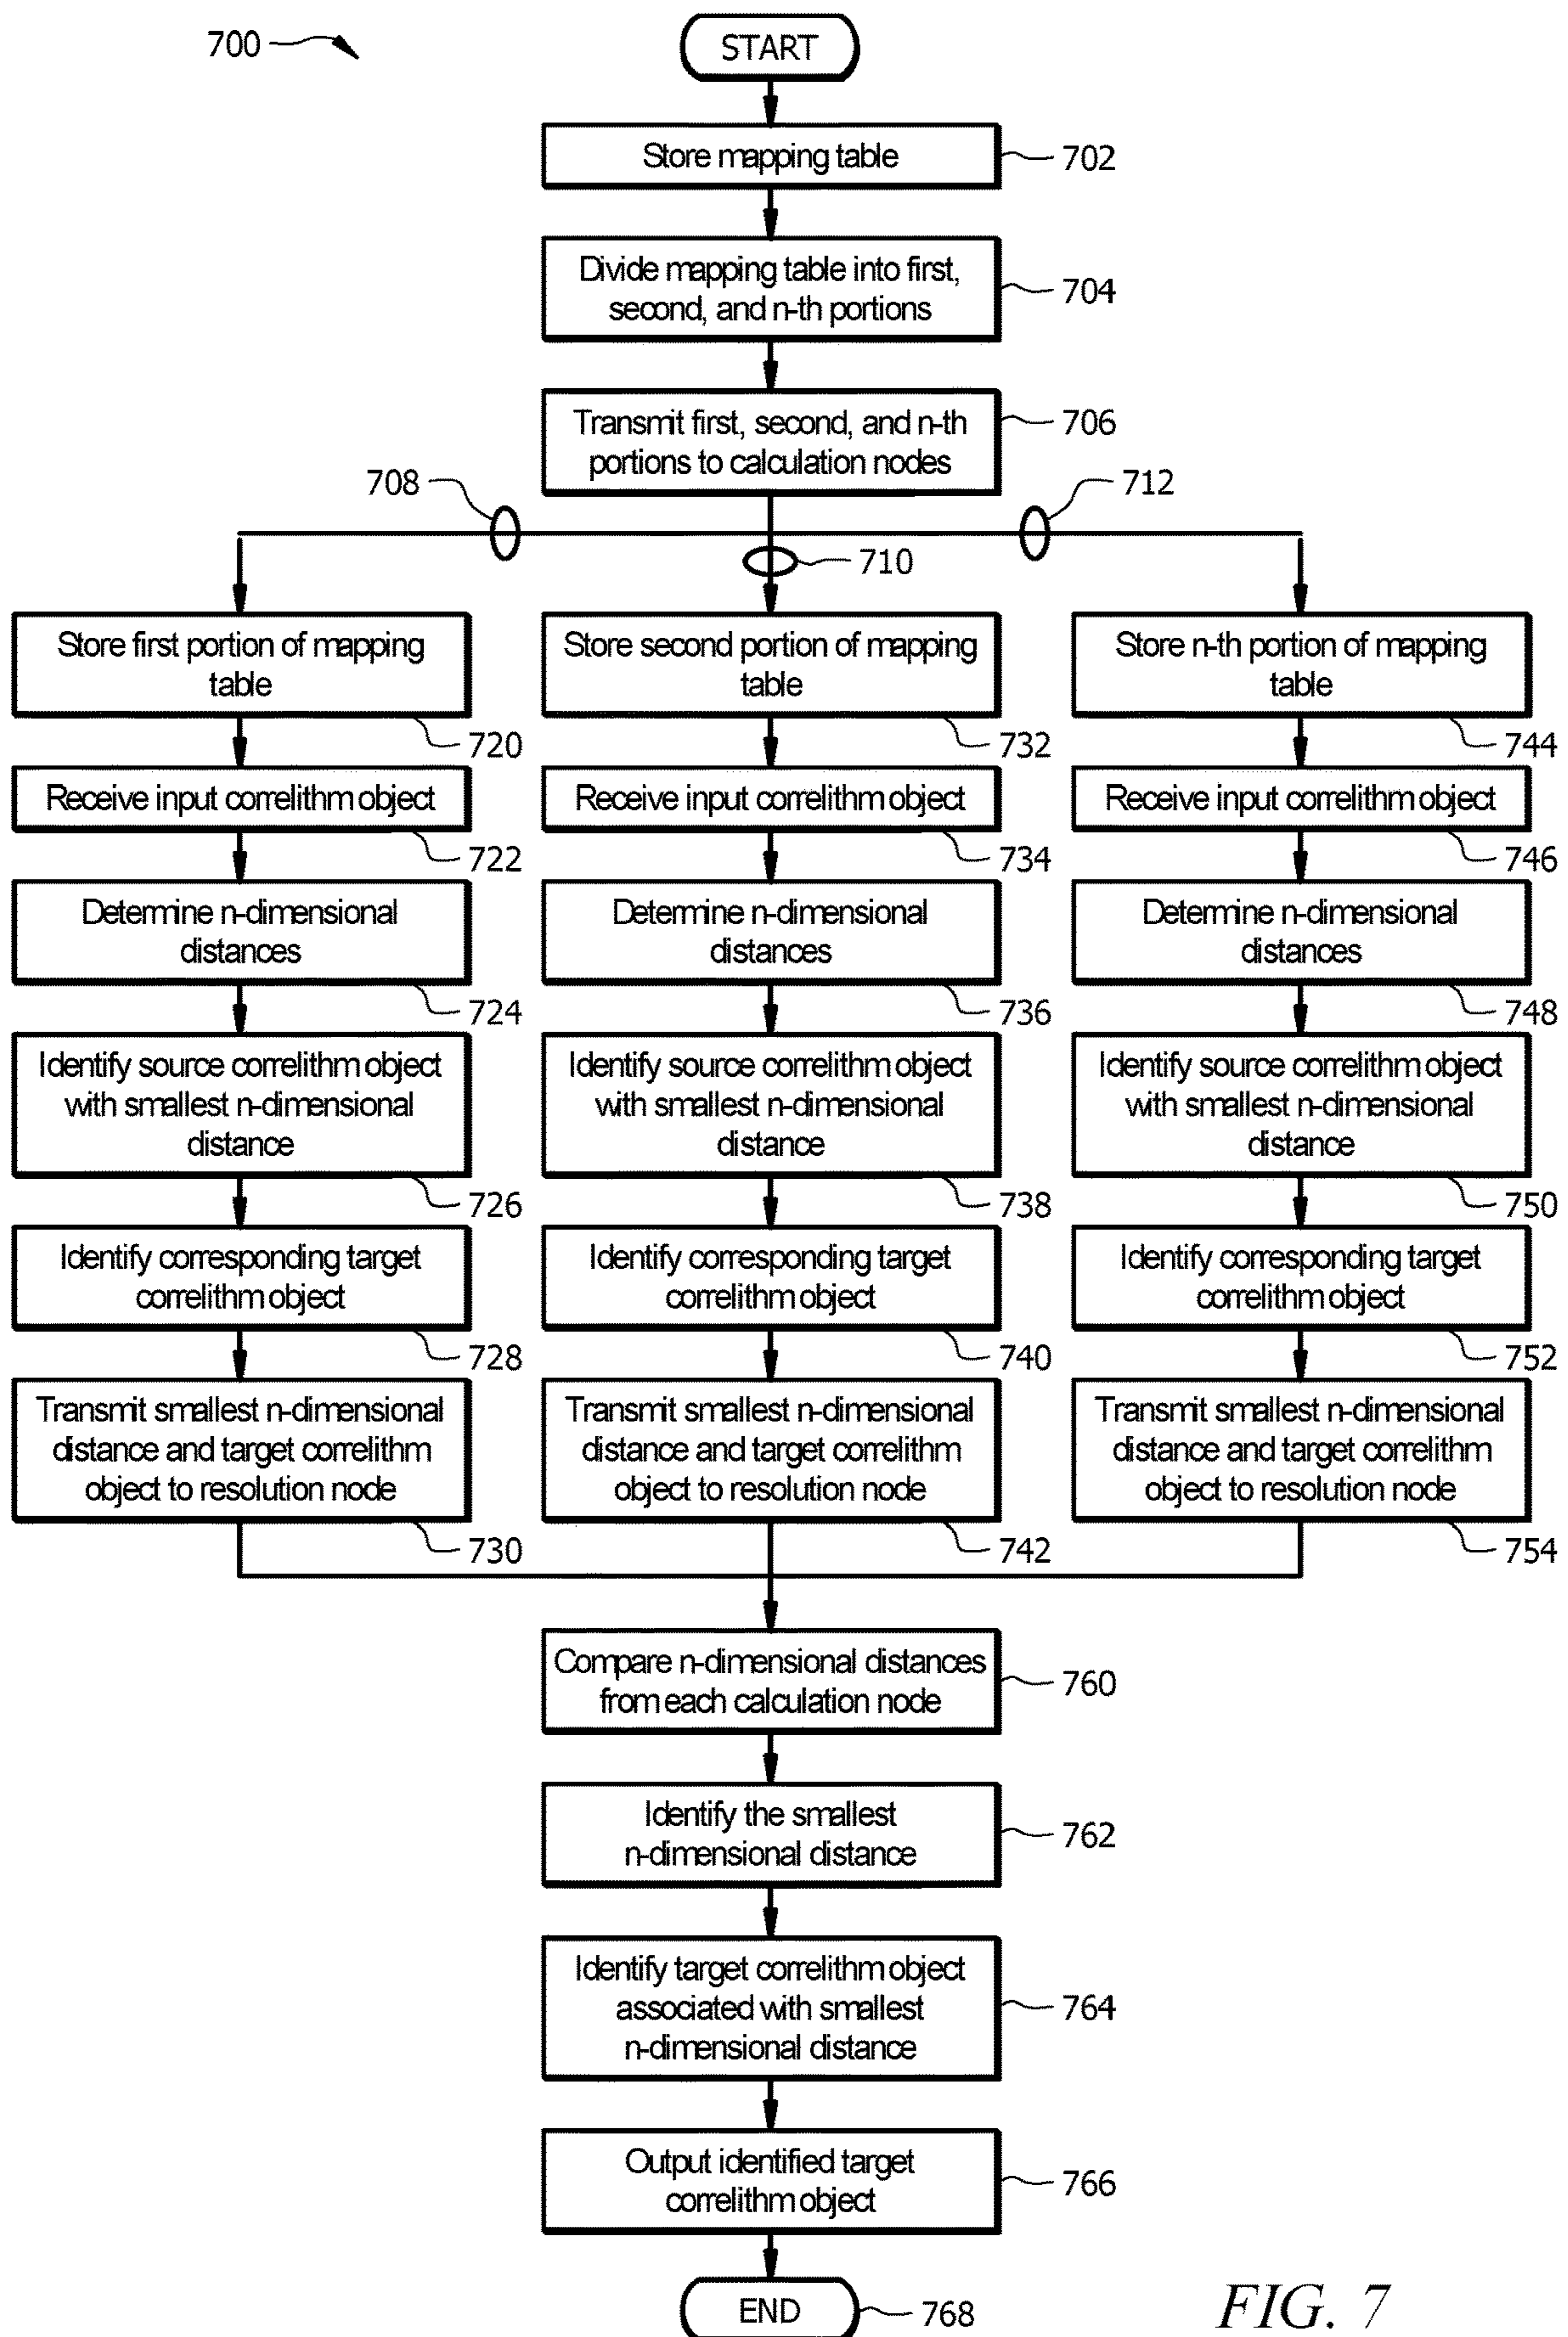 700
START
Store mapping table
702
Divide mapping table into first,
second, and n-th portions
704
Transmit first, second, and n-th
portions to calculation nodes
706
708
710
712
Store first portion of mapping
table
720
Receive input correlithm object
722
Determine n-dimensional
distances
724
Identify source correlithm object
with smallest n-dimensional
distance
726
Identify corresponding target
correlithm object
728
Transmit smallest n-dimensional
distance and target correlithm
object to resolution node
730
Store second portion of mapping
table
732
Receive input correlithm object
734
Determine n-dimensional
distances
736
Identify source correlithm object
with smallest n-dimensional
distance
738
Identify corresponding target
correlithm object
740
Transmit smallest n-dimensional
distance and target correlithm
object to resolution node
742
Store n-th portion of mapping
table
744
Receive input correlithm object
746
Determine n-dimensional
distances
748
Identify source correlithm object
with smallest n-dimensional
distance
750
Identify corresponding target
correlithm object
752
Transmit smallest n-dimensional
distance and target correlithm
object to resolution node
754
Compare n-dimensional distances
from each calculation node
760
Identify the smallest
n-dimensional distance
762
Identify target correlithm object
associated with smallest
n-dimensional distance
764
Output identified target
correlithm object
766
END
768
FIG. 7